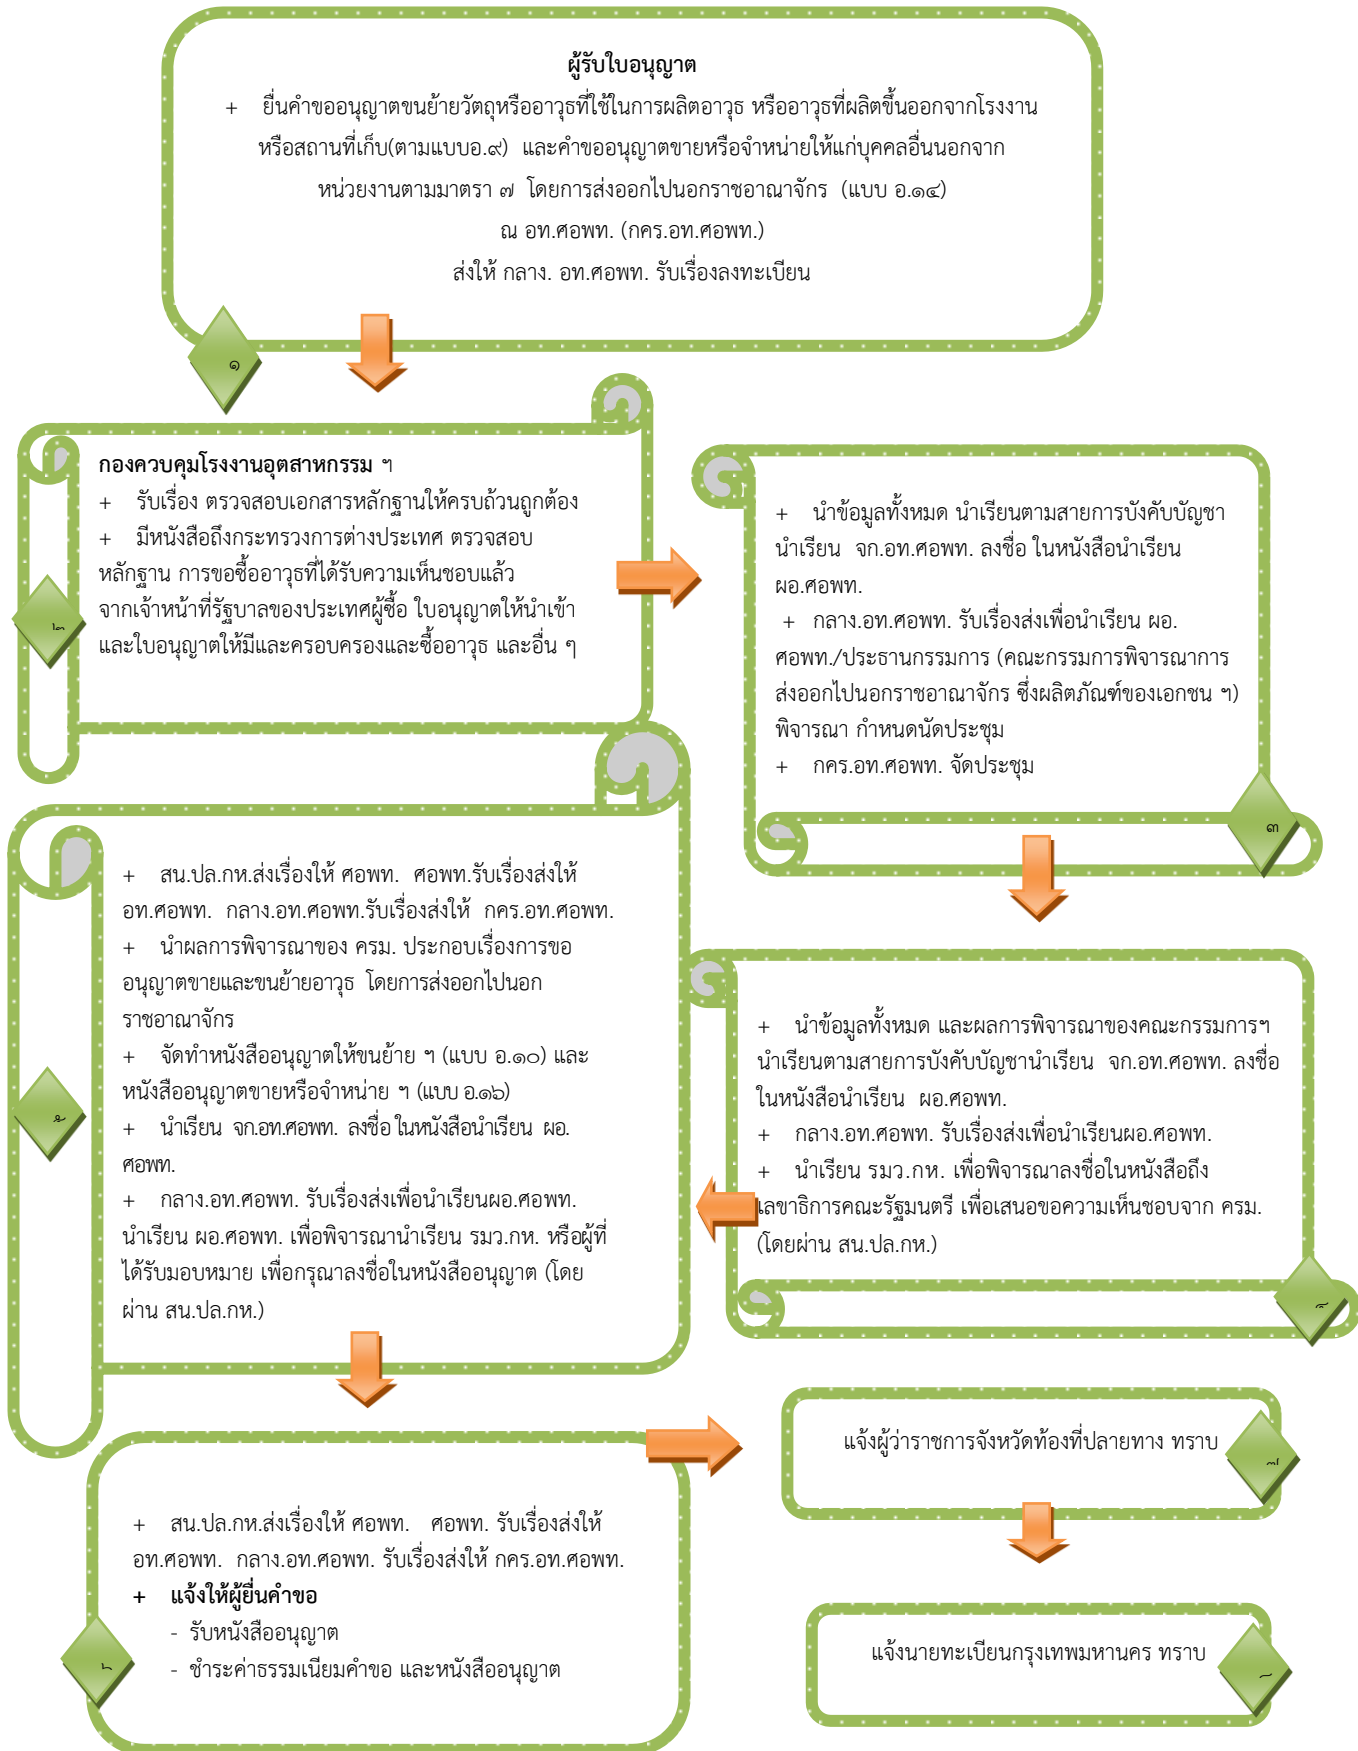 ผู้รับใบอนุญาต
+ ยื่นคำขออนุญาตขนย้ายวัตถุหรืออาวุธที่ใช้ในการผลิตอาวุธ หรืออาวุธที่ผลิตขึ้นออกจากโรงงาน
หรือสถานที่เก็บ(ตามแบบอ.๙) และคำขออนุญาตขายหรือจำหน่ายให้แก่บุคคลอื่นนอกจาก
หน่วยงานตามมาตรา ๗ โดยการส่งออกไปนอกราชอาณาจักร (แบบ อ.๑๔)
ณ อท.ศอพท. (กคร.อท.ศอพท.)
ส่งให้ กลาง. อท.ศอพท. รับเรื่องลงทะเบียน
๑
กองควบคุมโรงงานอุตสาหกรรม ฯ
+ รับเรื่อง ตรวจสอบเอกสารหลักฐานให้ครบถ้วนถูกต้อง
+ มีหนังสือถึงกระทรวงการต่างประเทศ ตรวจสอบ
หลักฐาน การขอซื้ออาวุธที่ได้รับความเห็นชอบแล้ว
จากเจ้าหน้าที่รัฐบาลของประเทศผู้ซื้อ ใบอนุญาตให้นำเข้า
และใบอนุญาตให้มีและครอบครองและซื้ออาวุธ และอื่น ๆ
๒
+ นำข้อมูลทั้งหมด นำเรียนตามสายการบังคับบัญชา
นำเรียน จก.อท.ศอพท. ลงชื่อ ในหนังสือนำเรียน
ผอ.ศอพท.
+ กลาง.อท.ศอพท. รับเรื่องส่งเพื่อนำเรียน ผอ.
ศอพท./ประธานกรรมการ (คณะกรรมการพิจารณาการ
ส่งออกไปนอกราชอาณาจักร ซึ่งผลิตภัณฑ์ของเอกชน ฯ)
พิจารณา กำหนดนัดประชุม
+ กคร.อท.ศอพท. จัดประชุม
๓
+ นำข้อมูลทั้งหมด และผลการพิจารณาของคณะกรรมการฯ
นำเรียนตามสายการบังคับบัญชานำเรียน จก.อท.ศอพท. ลงชื่อ
ในหนังสือนำเรียน ผอ.ศอพท.
+ กลาง.อท.ศอพท. รับเรื่องส่งเพื่อนำเรียนผอ.ศอพท.
+ นำเรียน รมว.กห. เพื่อพิจารณาลงชื่อในหนังสือถึง
เลขาธิการคณะรัฐมนตรี เพื่อเสนอขอความเห็นชอบจาก ครม.
(โดยผ่าน สน.ปล.กห.)
๔
+ สน.ปล.กห.ส่งเรื่องให้ ศอพท. ศอพท.รับเรื่องส่งให้
อท.ศอพท. กลาง.อท.ศอพท.รับเรื่องส่งให้ กคร.อท.ศอพท.
+ นำผลการพิจารณาของ ครม. ประกอบเรื่องการขอ
อนุญาตขายและขนย้ายอาวุธ โดยการส่งออกไปนอก
ราชอาณาจักร
+ จัดทำหนังสืออนุญาตให้ขนย้าย ฯ (แบบ อ.๑๐) และ
หนังสืออนุญาตขายหรือจำหน่าย ฯ (แบบ อ.๑๖)
+ นำเรียน จก.อท.ศอพท. ลงชื่อ ในหนังสือนำเรียน ผอ.
ศอพท.
+ กลาง.อท.ศอพท. รับเรื่องส่งเพื่อนำเรียนผอ.ศอพท.
นำเรียน ผอ.ศอพท. เพื่อพิจารณานำเรียน รมว.กห. หรือผู้ที่
ได้รับมอบหมาย เพื่อกรุณาลงชื่อในหนังสืออนุญาต (โดย
ผ่าน สน.ปล.กห.)
๕
+ สน.ปล.กห.ส่งเรื่องให้ ศอพท. ศอพท. รับเรื่องส่งให้
อท.ศอพท. กลาง.อท.ศอพท. รับเรื่องส่งให้ กคร.อท.ศอพท.
+ แจ้งให้ผู้ยื่นคำขอ
- รับหนังสืออนุญาต
- ชำระค่าธรรมเนียมคำขอ และหนังสืออนุญาต
๖
แจ้งผู้ว่าราชการจังหวัดท้องที่ปลายทาง ทราบ
๗
แจ้งนายทะเบียนกรุงเทพมหานคร ทราบ